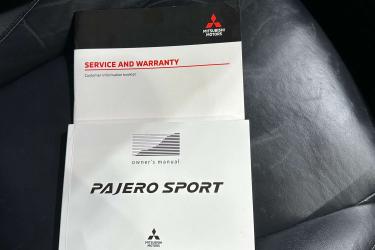 MITSUBISHI
MOTORS
SERVICE AND WARRANTY
Customer information booklet
owner's manual
PAJERO SPORT
MITSUBISHI
MOTORS